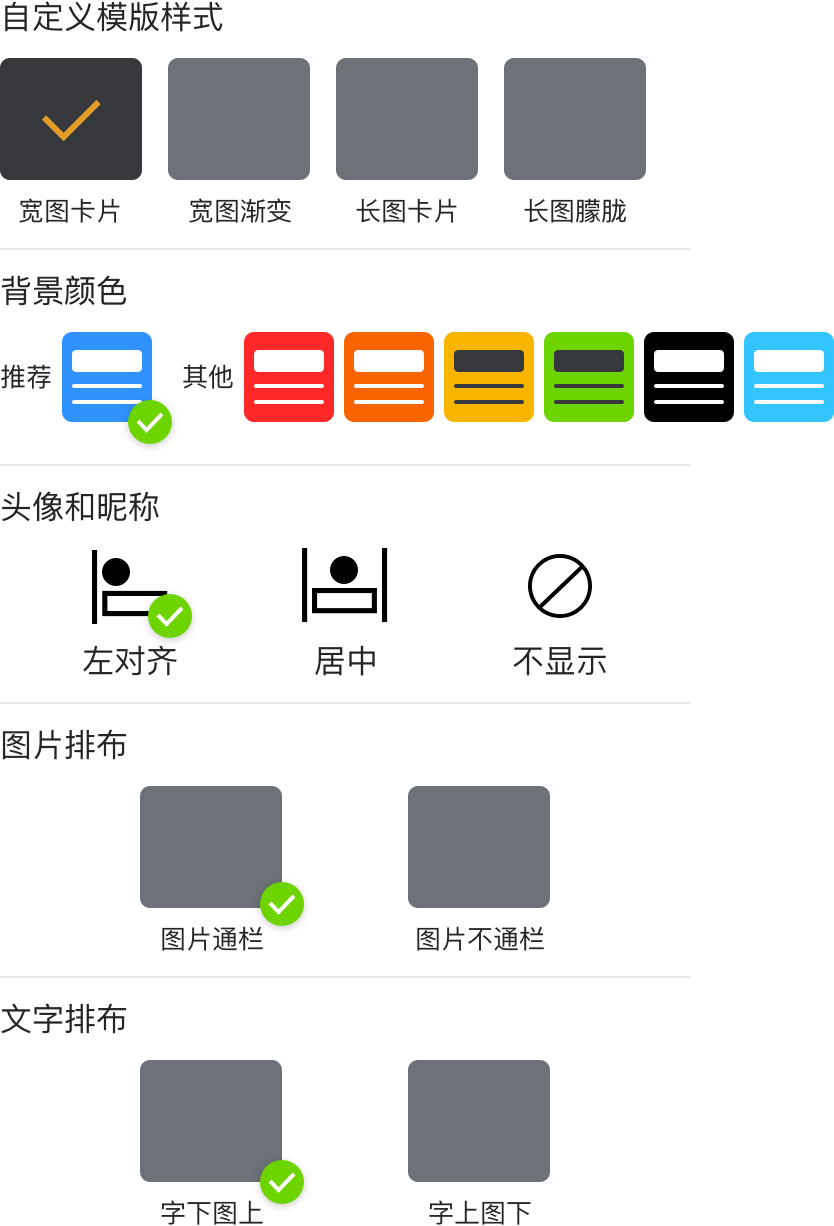 自定义模版样式
宽图卡片 宽图渐变 长图卡片 长图朦胧
背景颜色
推荐 其他
头像和昵称
左对齐 居中 不显示
图片排布
图片通栏 图片不通栏
文字排布
字下图上 字上图下